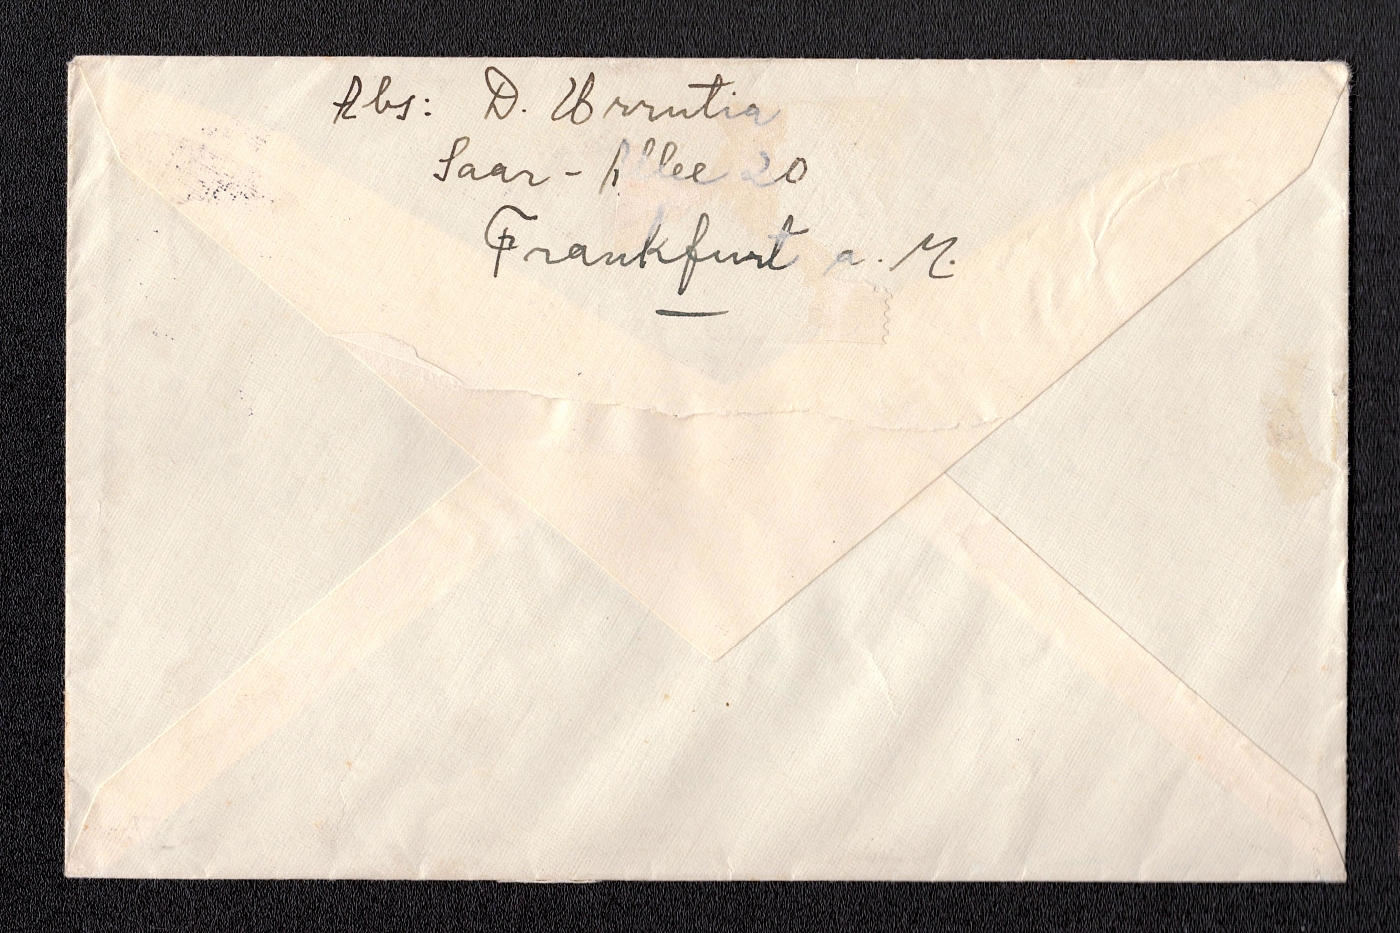 Abs: D. Urrutia
Saar-Allee 20
Frankfurt a. M.